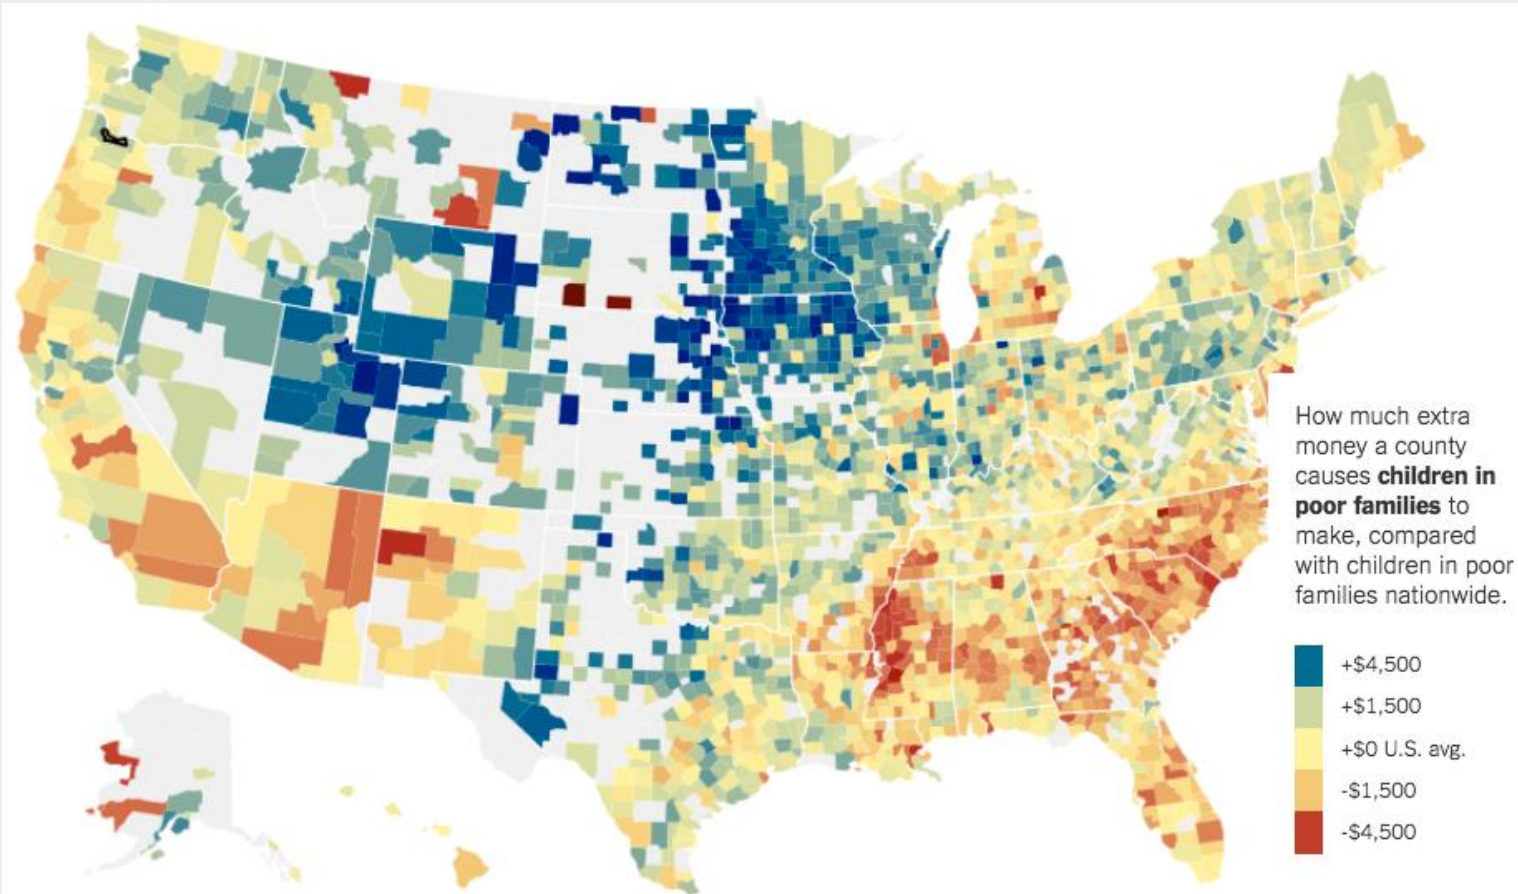 How much extra
money a county
causes children in
poor families to
make, compared
with children in poor
families nationwide.
+$4,500
+$1,500
+$0 U.S. avg.
-$1,500
-$4,500